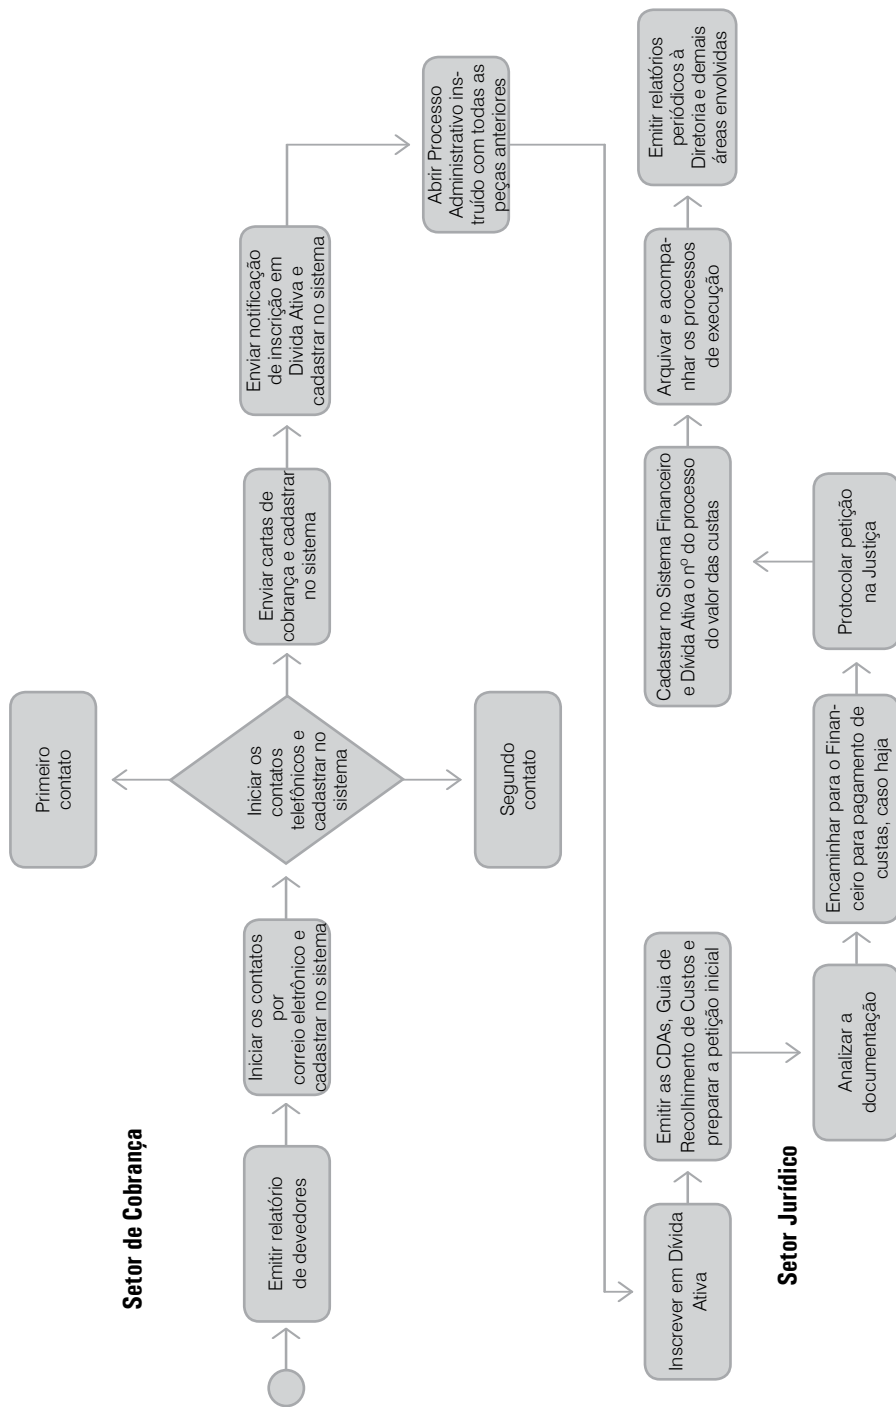 Setor de Cobrança
Emitir relatório
de devedores
Iniciar os contatos
por
correio eletrônico e
cadastrar no sistema
Iniciar os
contatos
telefônicos e
cadastrar no
sistema
Primeiro
contato
Segundo
contato
Enviar cartas de
cobrança e cadastrar
no sistema
Enviar notificação
de inscrição em
Divida Ativa e
cadastrar no sistema
Abrir Processo
Administrativo ins-
truído com todas as
peças anteriores
Inscrever em Dívida
Ativa
Emitir as CDAs, Guia de
Recolhimento de Custos e
preparar a petição inicial
Setor Jurídico
Analizar a
documentação
Encaminhar para o Finan-
ceiro para pagamento de
custas, caso haja
Protocolar petição
na Justiça
Cadastrar no Sistema Financeiro
e Dívida Ativa o nº do processo
do valor das custas
Arquivar e acompa-
nhar os processos
de execução
Emitir relatórios
periódicos à
Diretoria e demais
áreas envolvidas